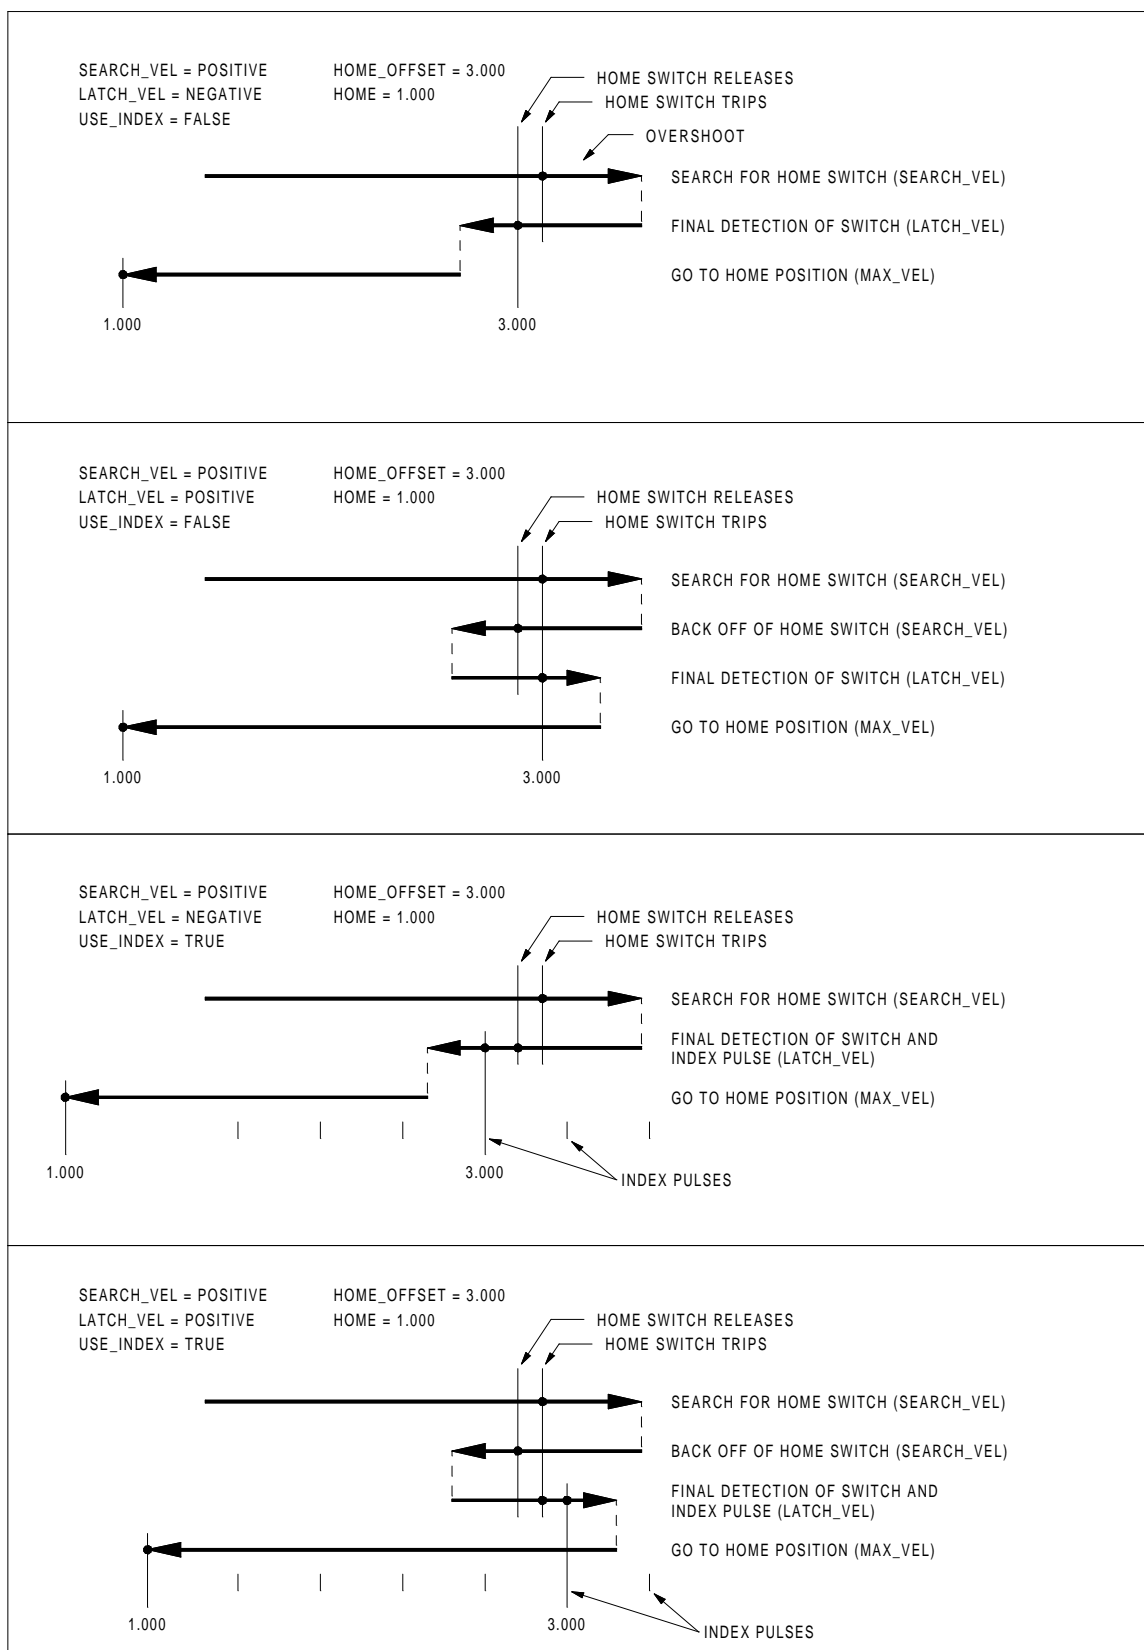 SEARCH_VEL = POSITIVE HOME_OFFSET = 3.000
LATCH_VEL = NEGATIVE HOME = 1.000
USE_INDEX = FALSE
HOME SWITCH RELEASES
HOME SWITCH TRIPS
OVERSHOOT
SEARCH FOR HOME SWITCH (SEARCH_VEL)
FINAL DETECTION OF SWITCH (LATCH_VEL)
GO TO HOME POSITION (MAX_VEL)
1.000 3.000
SEARCH_VEL = POSITIVE HOME_OFFSET = 3.000
LATCH_VEL = POSITIVE HOME = 1.000
USE_INDEX = FALSE
HOME SWITCH RELEASES
HOME SWITCH TRIPS
SEARCH FOR HOME SWITCH (SEARCH_VEL)
BACK OFF OF HOME SWITCH (SEARCH_VEL)
FINAL DETECTION OF SWITCH (LATCH_VEL)
GO TO HOME POSITION (MAX_VEL)
1.000 3.000
SEARCH_VEL = POSITIVE HOME_OFFSET = 3.000
LATCH_VEL = NEGATIVE HOME = 1.000
USE_INDEX = TRUE
HOME SWITCH RELEASES
HOME SWITCH TRIPS
SEARCH FOR HOME SWITCH (SEARCH_VEL)
FINAL DETECTION OF SWITCH AND
INDEX PULSE (LATCH_VEL)
GO TO HOME POSITION (MAX_VEL)
1.000 3.000
INDEX PULSES
SEARCH_VEL = POSITIVE HOME_OFFSET = 3.000
LATCH_VEL = POSITIVE HOME = 1.000
USE_INDEX = TRUE
HOME SWITCH RELEASES
HOME SWITCH TRIPS
SEARCH FOR HOME SWITCH (SEARCH_VEL)
BACK OFF OF HOME SWITCH (SEARCH_VEL)
FINAL DETECTION OF SWITCH AND
INDEX PULSE (LATCH_VEL)
GO TO HOME POSITION (MAX_VEL)
1.000 3.000
INDEX PULSES